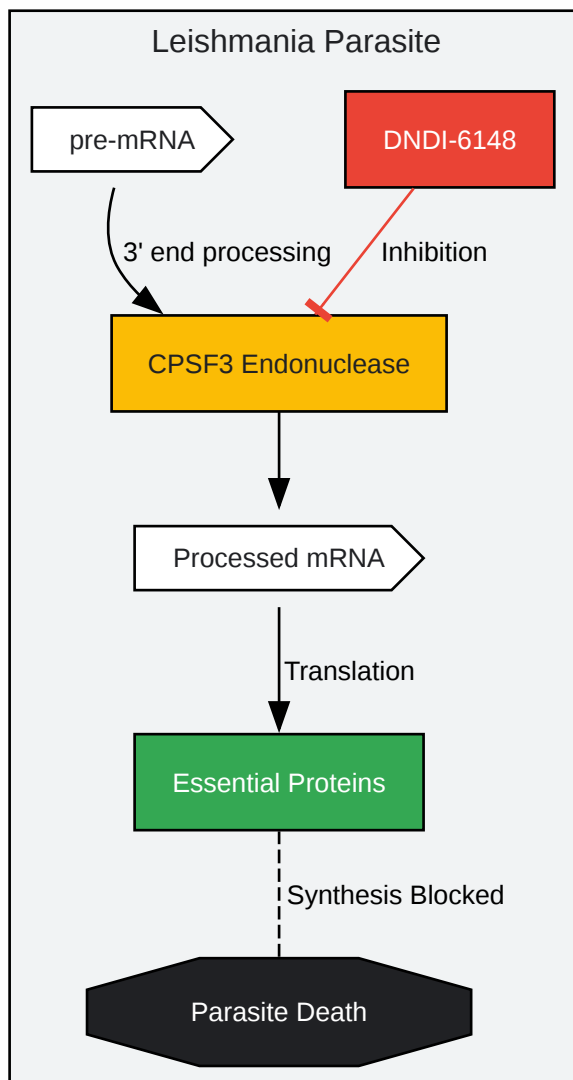 Leishmania Parasite
pre-mRNA
DNDI-6148
3' end processing
Inhibition
CPSF3 Endonuclease
Processed mRNA
Translation
Essential Proteins
Synthesis Blocked
Parasite Death